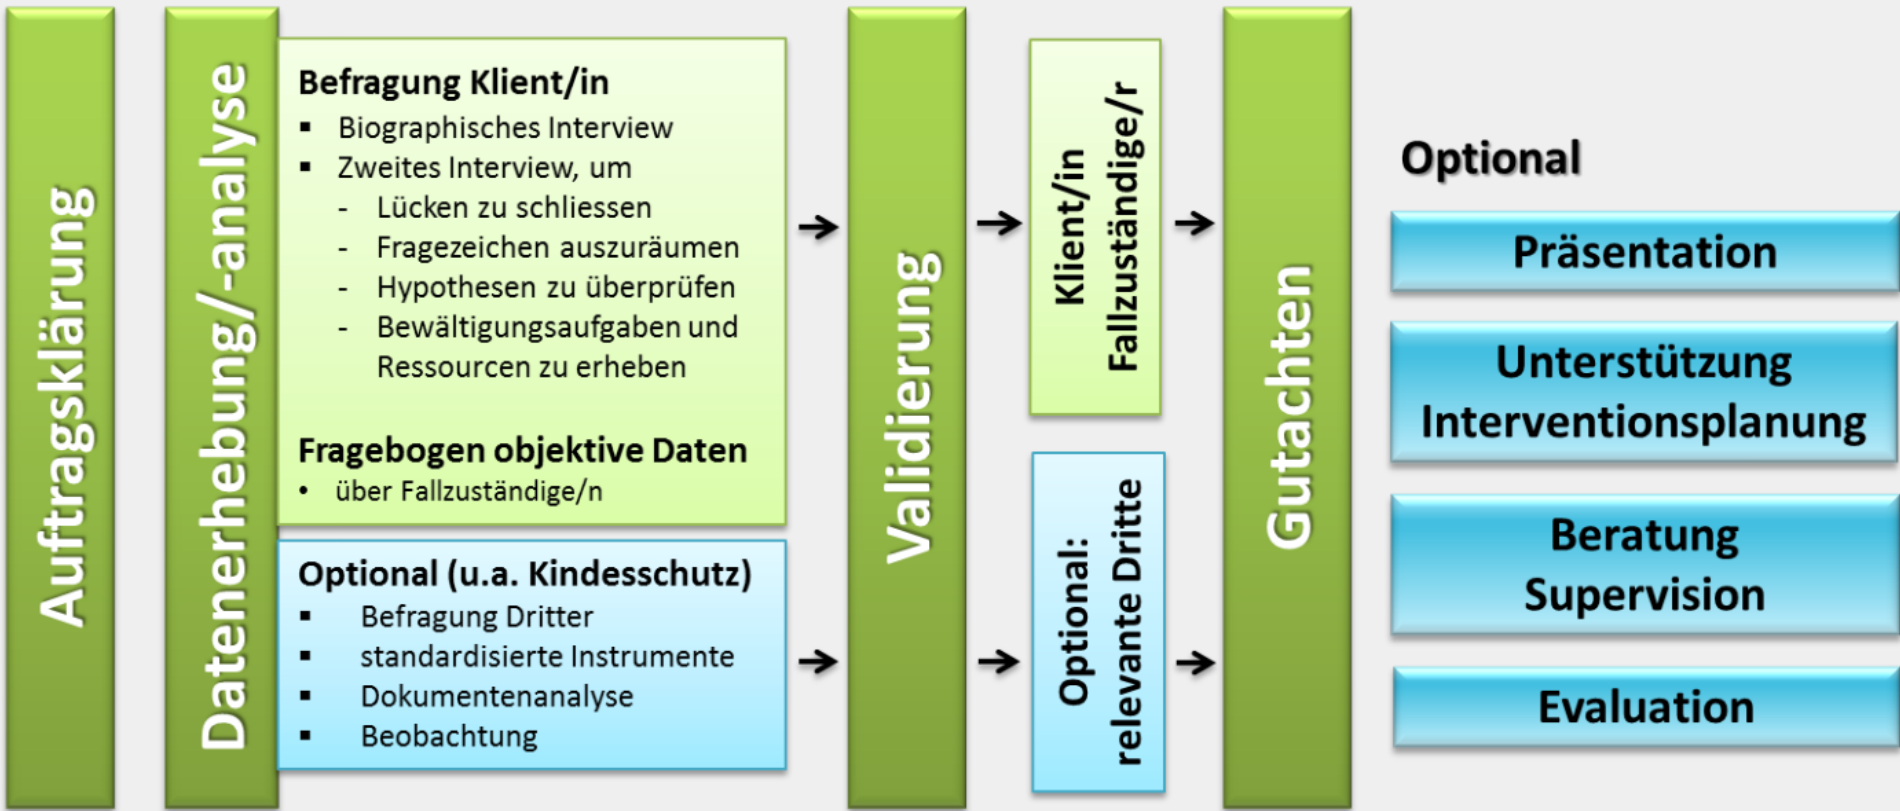 Auftragsklärung
Datenerhebung/-analyse
Befragung Klient/in
▪ Biographisches Interview
▪ Zweites Interview, um
- Lücken zu schliessen
- Fragezeichen auszuräumen
- Hypothesen zu überprüfen
- Bewältigungsaufgaben und
Ressourcen zu erheben
Fragebogen objektive Daten
• über Fallzuständige/n
Optional (u.a. Kindesschutz)
▪ Befragung Dritter
▪ standardisierte Instrumente
▪ Dokumentenanalyse
▪ Beobachtung
Validierung
Klient/in
Fallzuständige/r
Optional:
relevante Dritte
Gutachten
Optional
Präsentation
Unterstützung
Interventionsplanung
Beratung
Supervision
Evaluation